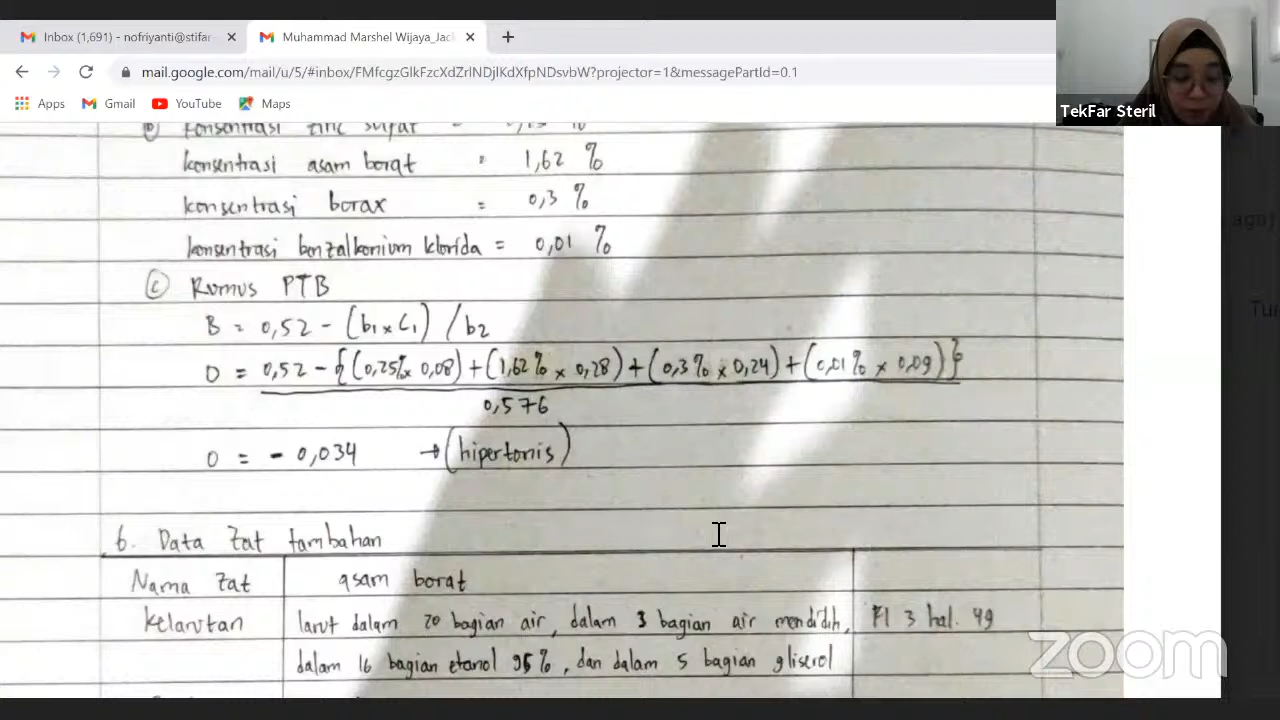 Inbox (1,691) - nofriyanti@stifar
Muhammad Marshel Wijaya_Jac
mail.google.com/mail/u/5/#inbox/FMfcgzGlkFzcXdZrlNDJlKdXfpNDsvbW?projector=1&messagePartId=0.1
Apps Gmail YouTube Maps
TekFar Steril
konsentrasi zinc sulfat =
konsentrasi asam borat = 1,62 %
konsentrasi borax = 0,3 %
konsentrasi benzalkonium klorida = 0,01 %
(c) Rumus PTB
B = 0,52 - (b1 x C1) / b2
0 = 0,52 - {(0,25% x 0,08) + (1,62% x 0,28) + (0,3% x 0,24) + (0,01% x 0,09)}
0,576
0 = - 0,034 → (hipertonis)
6. Data zat tambahan
Nama zat asam borat
kelarutan larut dalam 20 bagian air, dalam 3 bagian air mendidih, FI 3 hal. 49
dalam 16 bagian etanol 95%, dan dalam 5 bagian gliserol
zoom